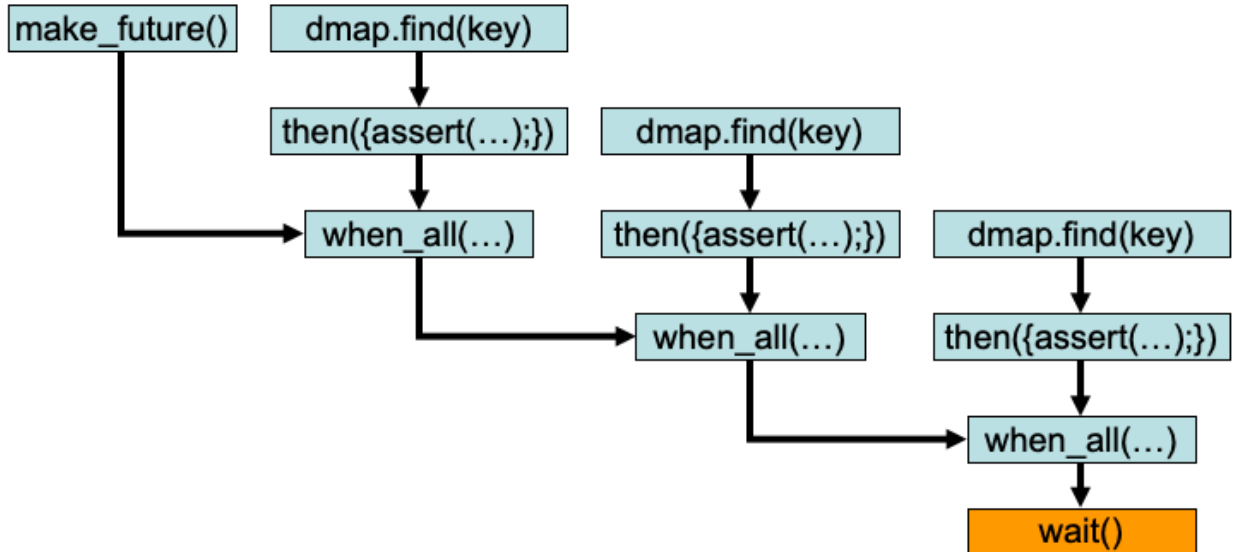 make_future()
dmap.find(key)
then({assert(…);})
dmap.find(key)
when_all(…)
then({assert(…);})
dmap.find(key)
when_all(…)
then({assert(…);})
when_all(…)
wait()